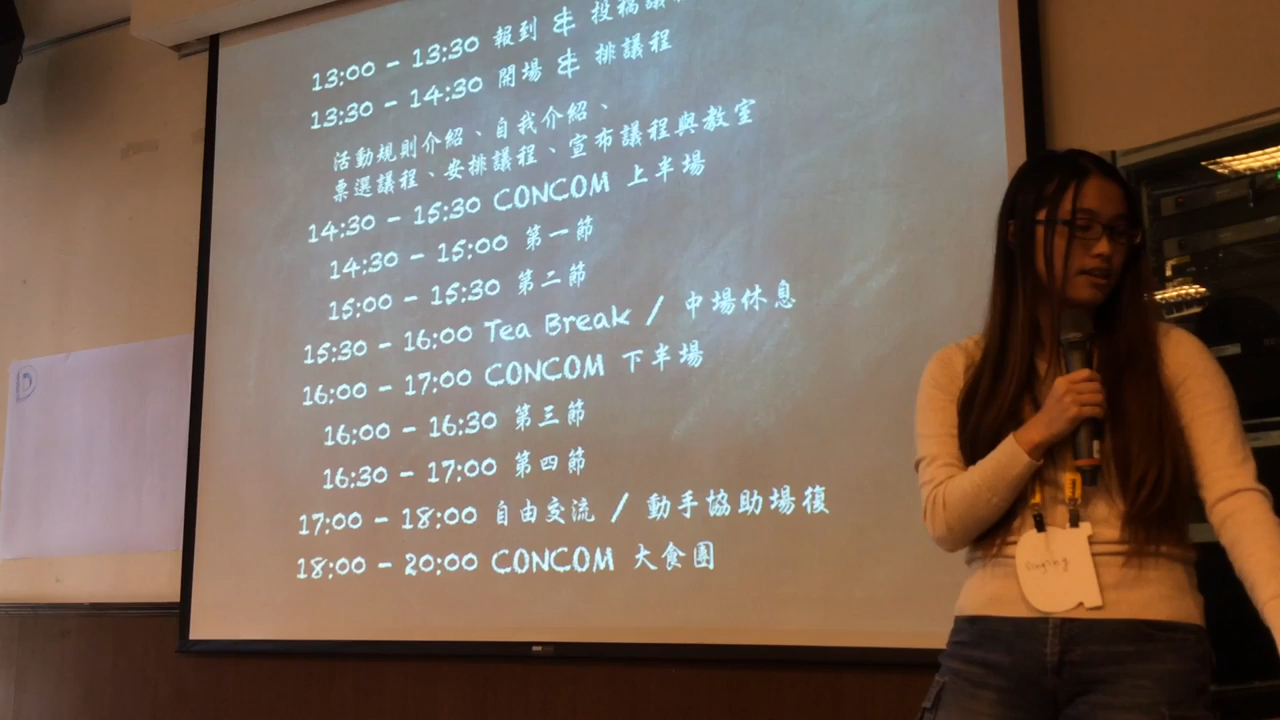 13:00 - 13:30 報到 & 投稿議
13:30 - 14:30 開場 & 排議程
活動規則介紹、自我介紹、
票選議程、安排議程、宣布議程與教室
14:30 - 15:30 CONCOM 上半場
14:30 - 15:00 第一節
15:00 - 15:30 第二節
15:30 - 16:00 Tea Break / 中場休息
16:00 - 17:00 CONCOM 下半場
16:00 - 16:30 第三節
16:30 - 17:00 第四節
17:00 - 18:00 自由交流 / 動手協助場復
18:00 - 20:00 CONCOM 大食團
D